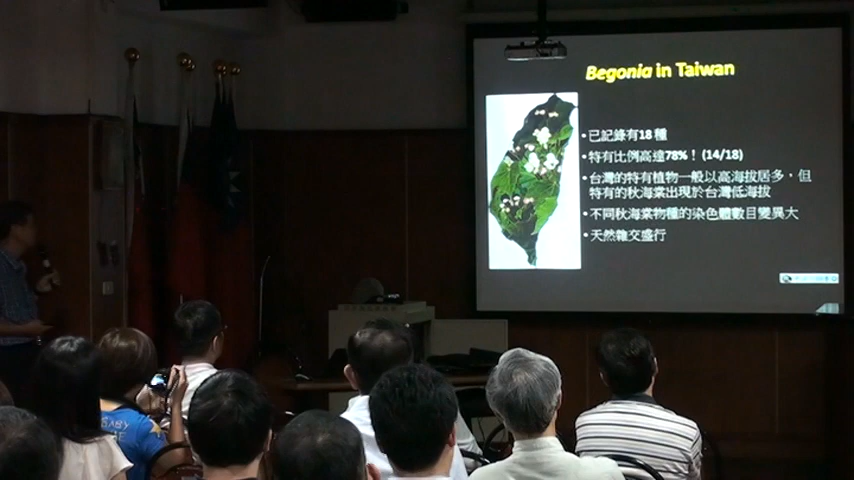 Begonia in Taiwan
• 已記錄有18種
• 特有比例高達78%！(14/18)
• 台灣的特有植物一般以高海拔居多，但
特有的秋海棠出現於台灣低海拔
• 不同秋海棠物種的染色體數目變異大
• 天然雜交盛行